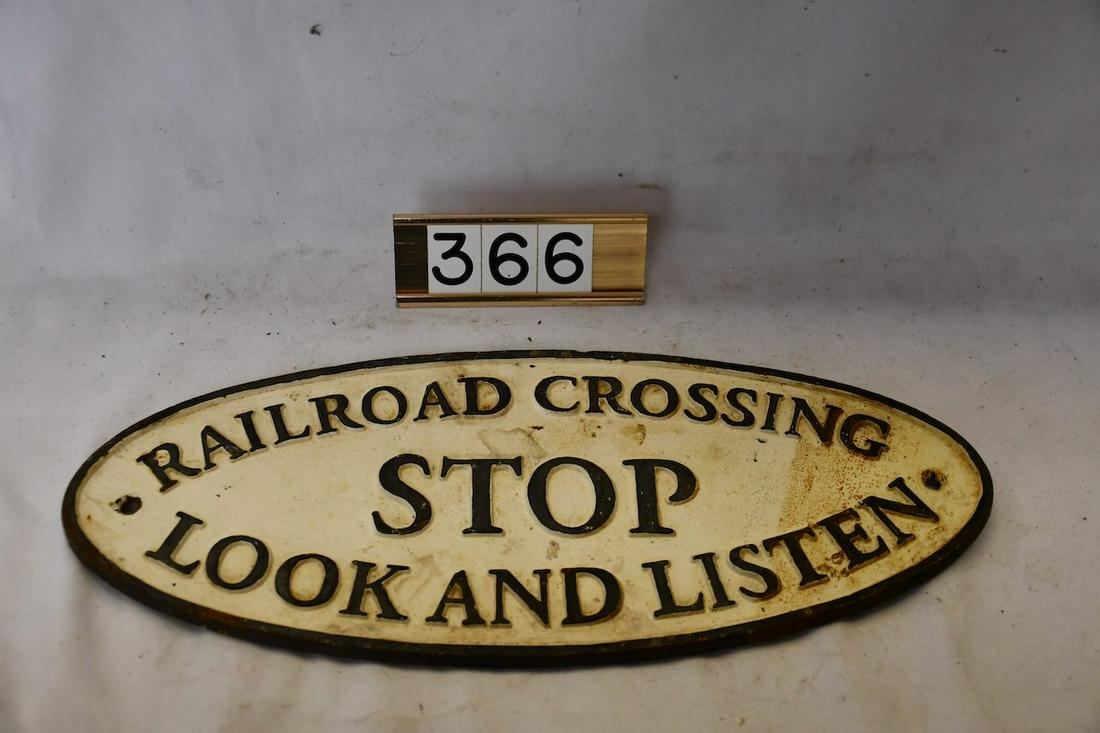 366
RAILROAD CROSSING
STOP
LOOK AND LISTEN